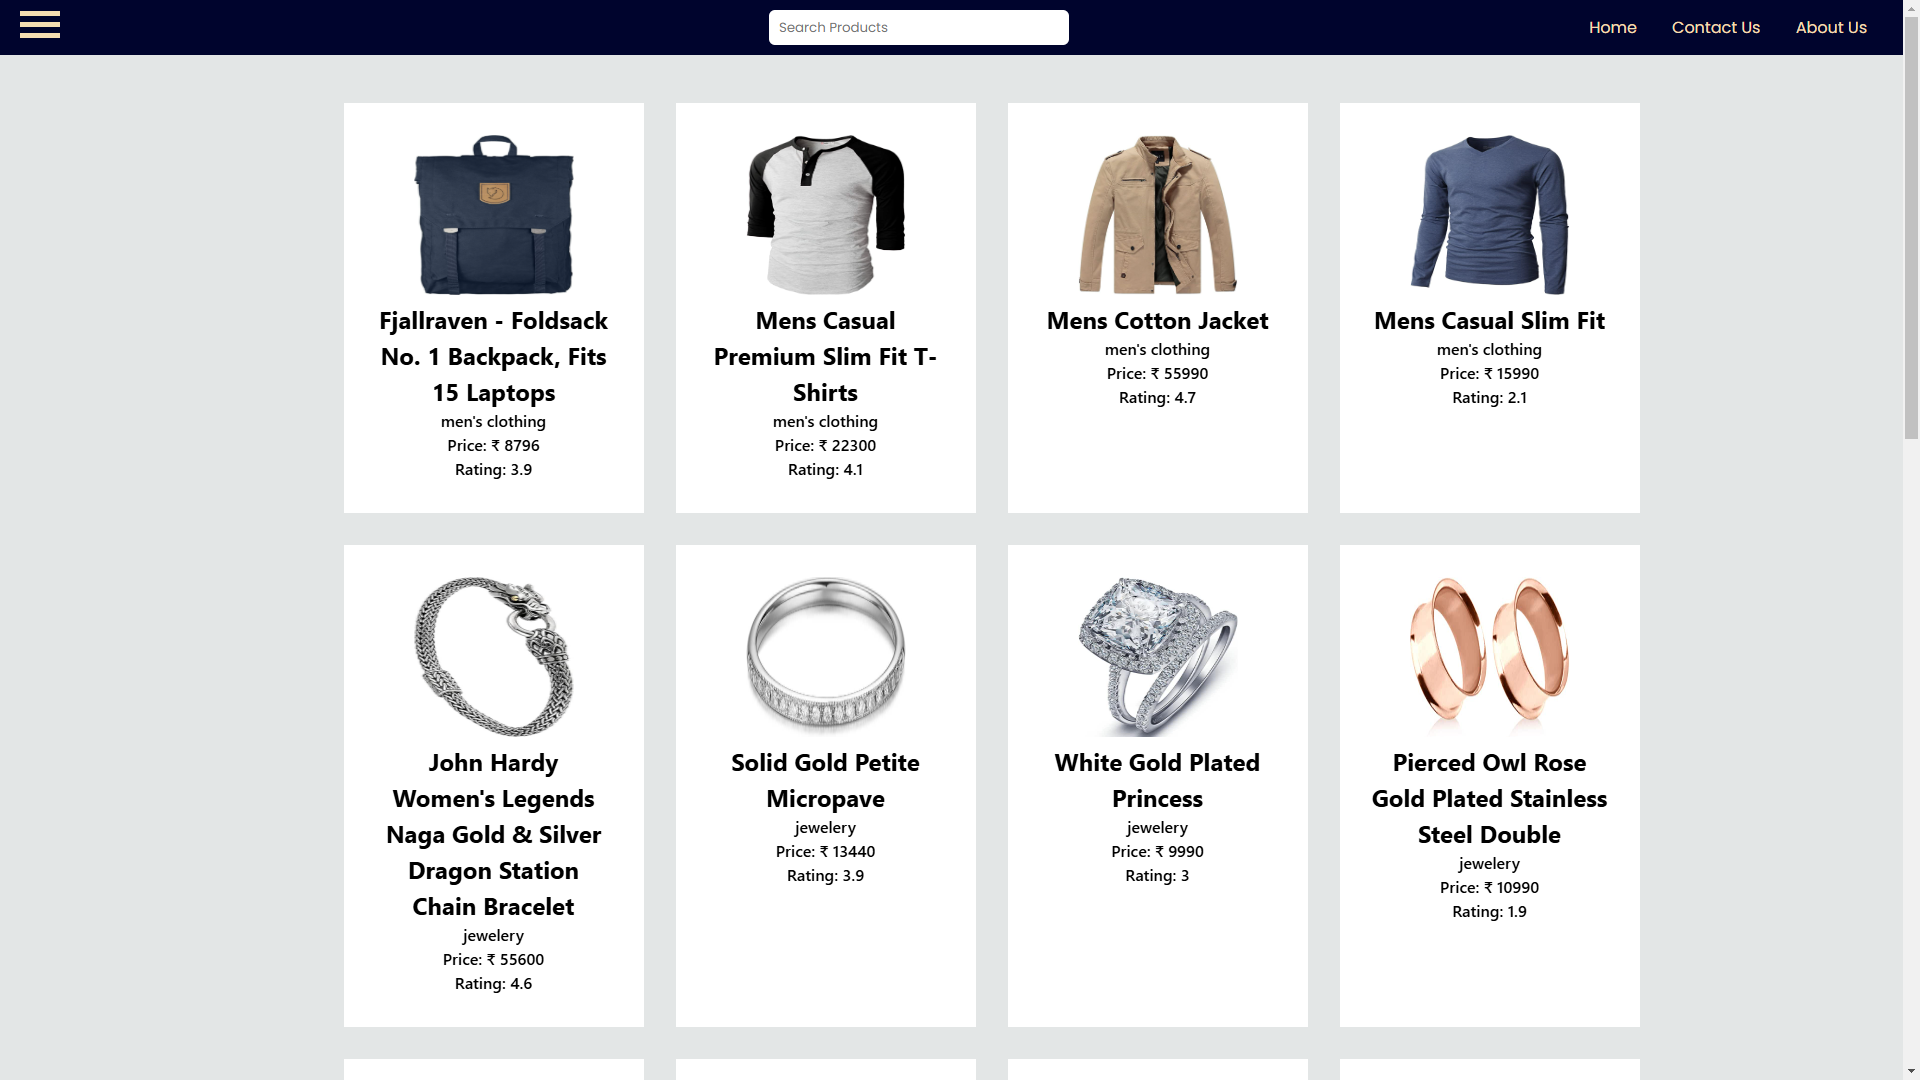 Search Products
Home
Contact Us
About Us
Fjallraven - Foldsack
No. 1 Backpack, Fits
15 Laptops
men's clothing
Price: ₹ 8796
Rating: 3.9
Mens Casual
Premium Slim Fit T-
Shirts
men's clothing
Price: ₹ 22300
Rating: 4.1
Mens Cotton Jacket
men's clothing
Price: ₹ 55990
Rating: 4.7
Mens Casual Slim Fit
men's clothing
Price: ₹ 15990
Rating: 2.1
John Hardy
Women's Legends
Naga Gold & Silver
Dragon Station
Chain Bracelet
jewelery
Price: ₹ 55600
Rating: 4.6
Solid Gold Petite
Micropave
jewelery
Price: ₹ 13440
Rating: 3.9
White Gold Plated
Princess
jewelery
Price: ₹ 9990
Rating: 3
Pierced Owl Rose
Gold Plated Stainless
Steel Double
jewelery
Price: ₹ 10990
Rating: 1.9